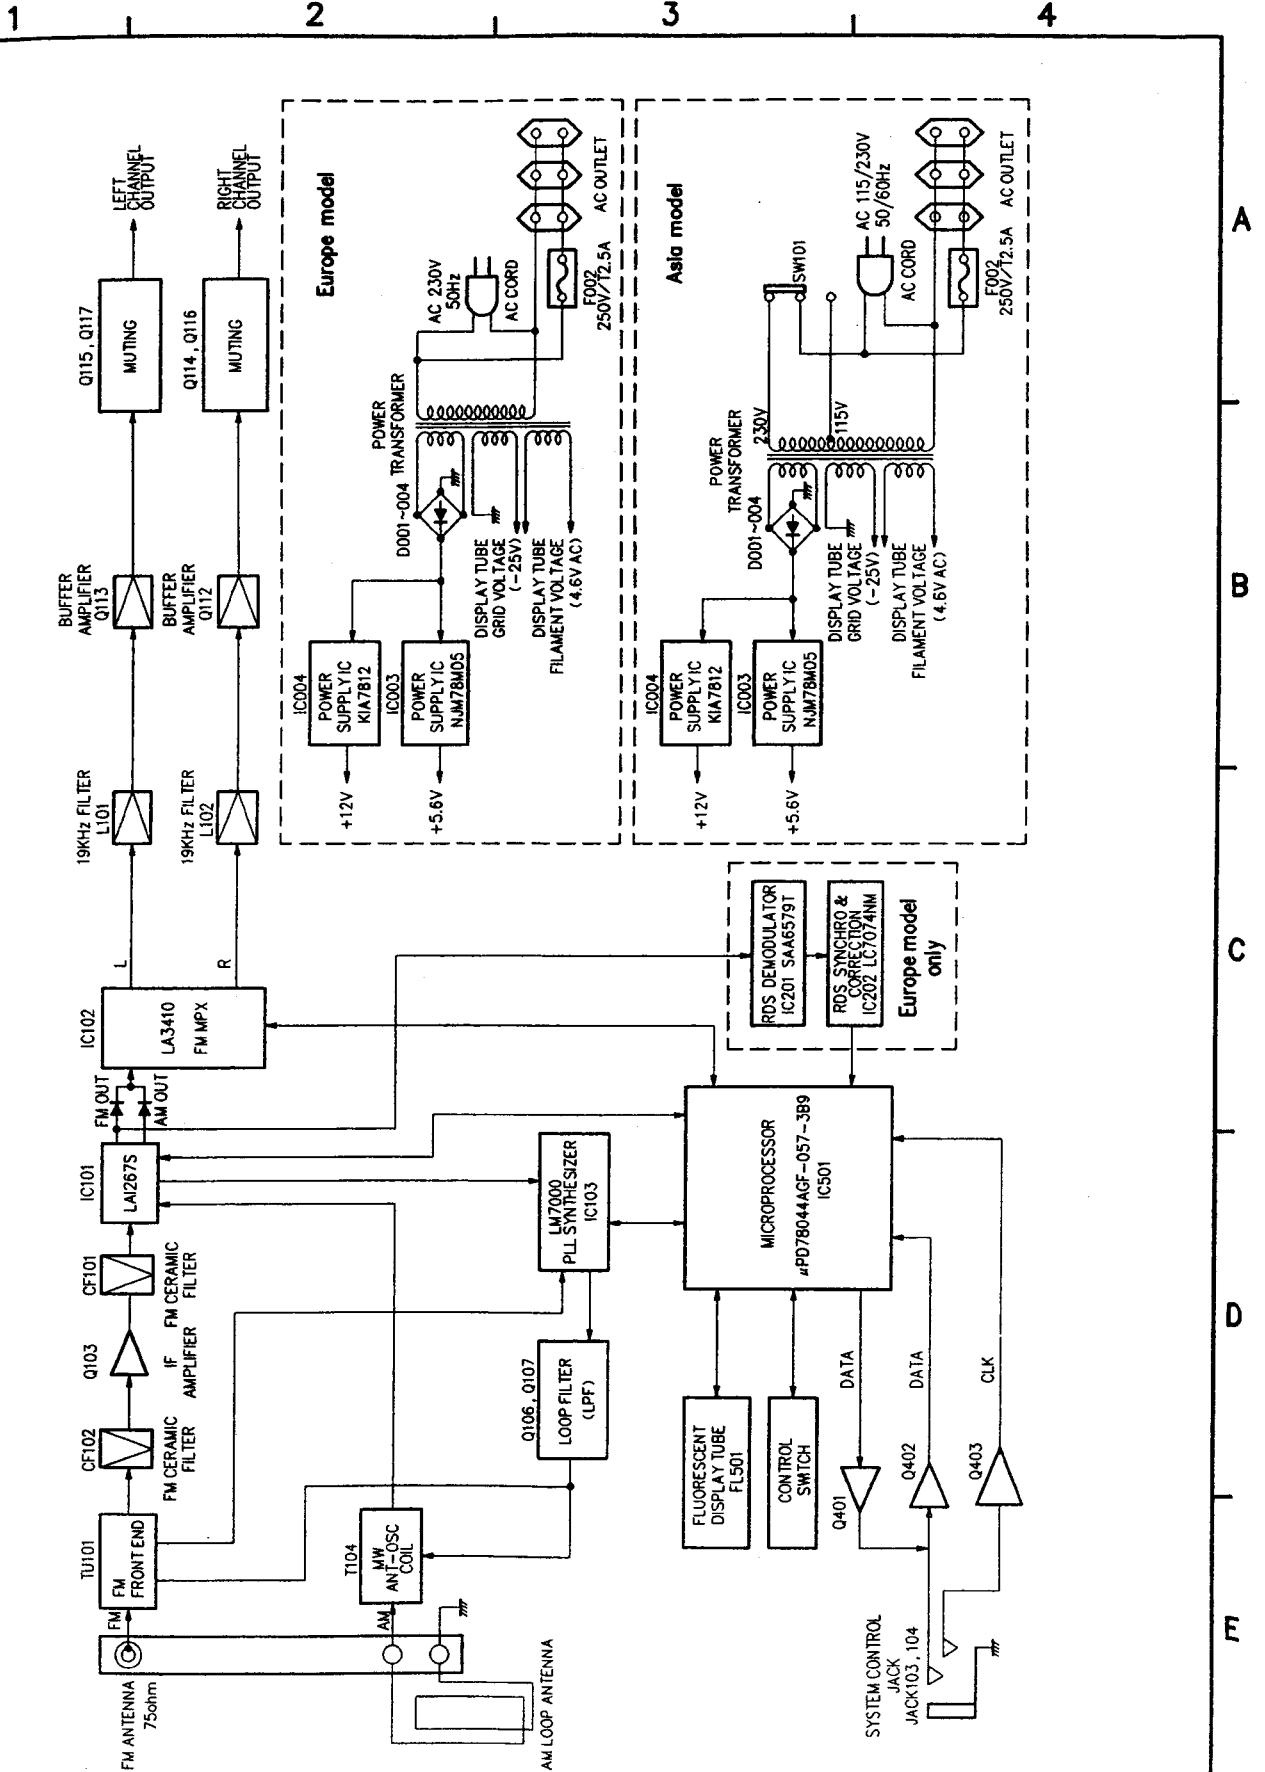 1
2
3
4
A
B
C
D
E
LEFT
CHANNEL
OUTPUT
RIGHT
CHANNEL
OUTPUT
Q115, Q117
MUTING
Q114, Q116
MUTING
BUFFER
AMPLIFIER
Q113
BUFFER
AMPLIFIER
Q112
19KHz FILTER
L101
19KHz FILTER
L102
L
R
IC102
LA3410
FM MPX
FM OUT
AM OUT
IC101
LA1267S
CF101
FM CERAMIC
FILTER
Q103
IF
AMPLIFIER
CF102
FM CERAMIC
FILTER
TU101
FM
FRONT END
FM
FM ANTENNA
75ohm
T104
MW
ANT-OSC
COIL
AM
AM LOOP ANTENNA
LM7000
PLL SYNTHESIZER
IC103
Q106, Q107
LOOP FILTER
(LPF)
Europe model
AC 230V
50Hz
AC CORD
AC OUTLET
F002
250V/T2.5A
POWER
TRANSFORMER
D001~004
DISPLAY TUBE
GRID VOLTAGE
(-25V)
DISPLAY TUBE
FILAMENT VOLTAGE
(4.6V AC)
IC004
POWER
SUPPLY IC
KIA7812
IC003
POWER
SUPPLY IC
NJM78M05
+12V
+5.6V
Asia model
SW101
AC 115/230V
50/60Hz
AC CORD
AC OUTLET
F002
250V/T2.5A
230V
115V
POWER
TRANSFORMER
D001~004
DISPLAY TUBE
GRID VOLTAGE
(-25V)
DISPLAY TUBE
FILAMENT VOLTAGE
(4.6V AC)
IC004
POWER
SUPPLY IC
KIA7812
IC003
POWER
SUPPLY IC
NJM78M05
+12V
+5.6V
RDS DEMODULATOR
IC201 SAA6579T
RDS SYNCHRO &
CORRECTION
IC202 LC7074NM
Europe model
only
MICROPROCESSOR
μPD78044AGF-057-3B9
IC501
FLUORESCENT
DISPLAY TUBE
FL501
CONTROL
SWITCH
DATA
DATA
CLK
Q401
Q402
Q403
SYSTEM CONTROL
JACK
JACK103, 104